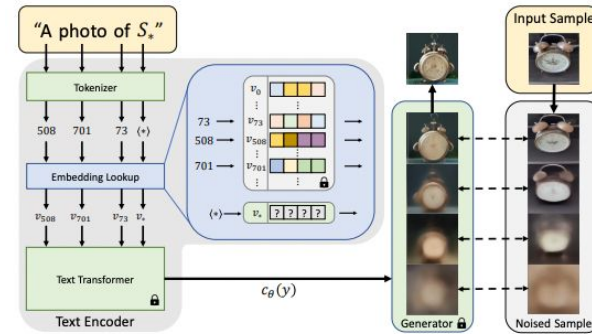 "A photo of S*"
Input Sample
Tokenizer
508 701 73 ⟨*⟩
Embedding Lookup
v508 v701 v73 v*
Text Transformer
Text Encoder
v0
⋮ ⋮
73 v73
508 v508
⋮ ⋮
701 v701
⋮ ⋮
⟨*⟩ v* ? ? ? ?
cθ(y)
Generator
Noised Samples